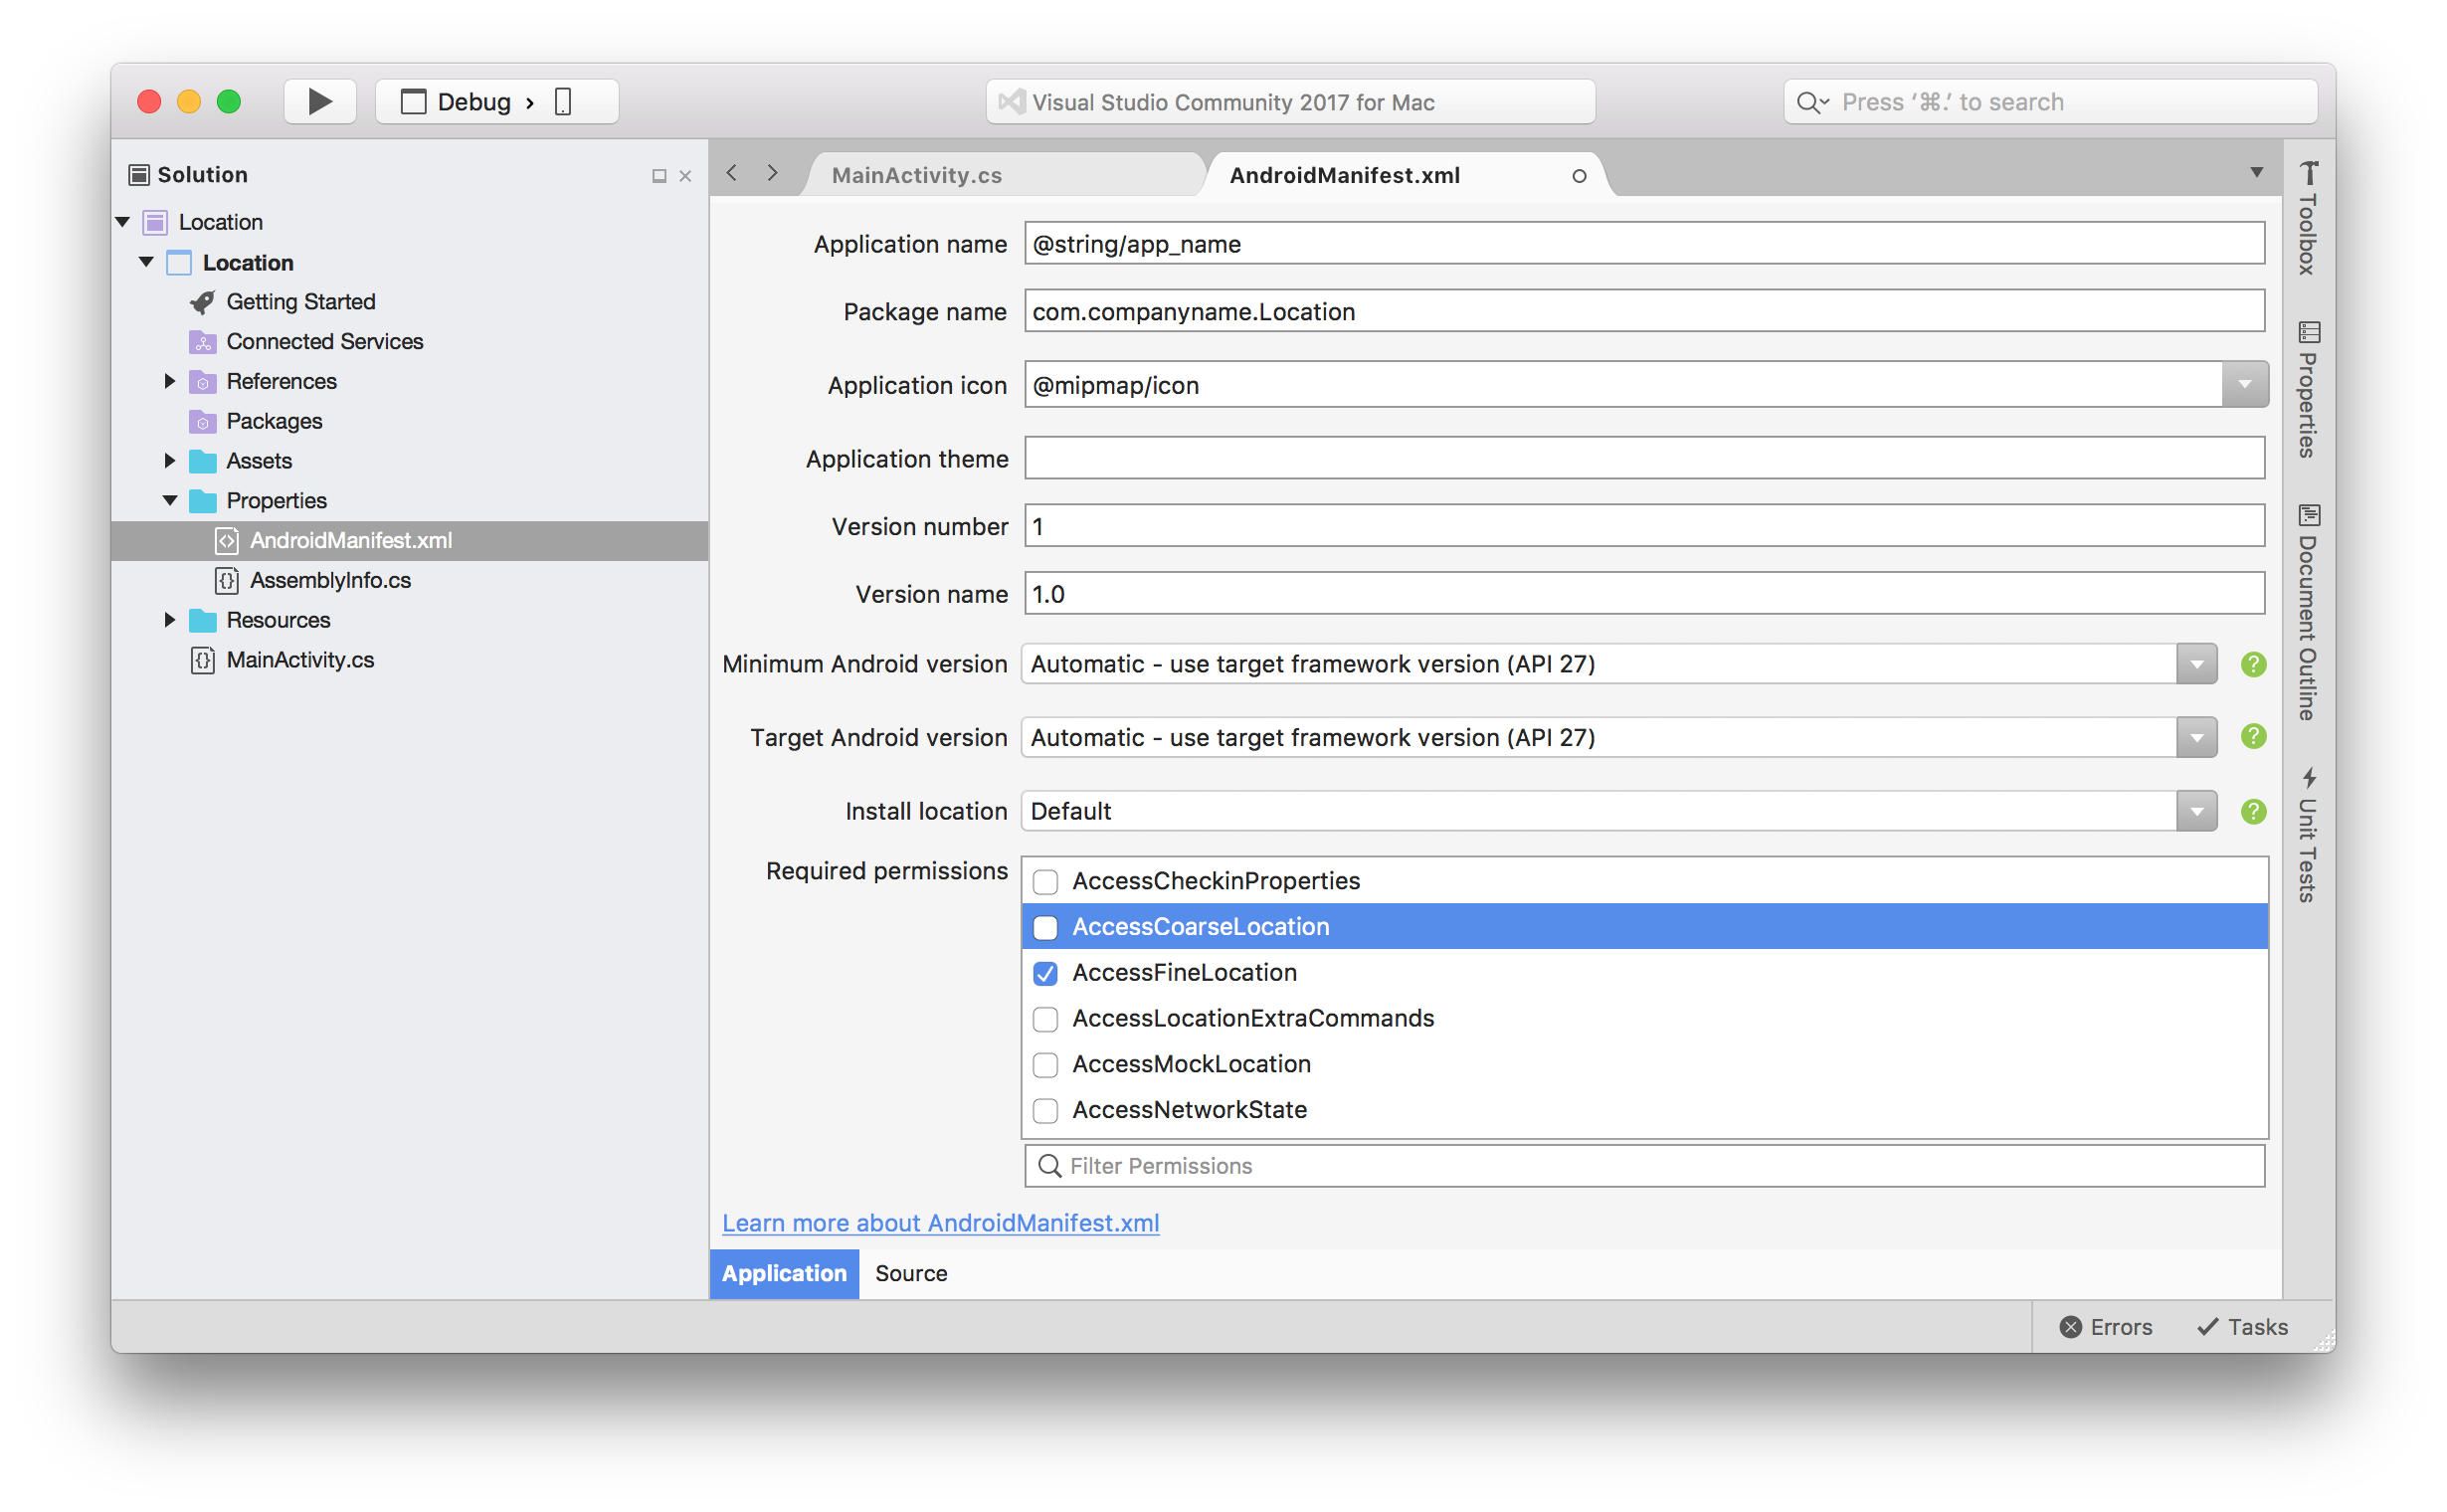 Debug
Visual Studio Community 2017 for Mac
Press ‘⌘.’ to search
Solution
Location
Location
Getting Started
Connected Services
References
Packages
Assets
Properties
AndroidManifest.xml
AssemblyInfo.cs
Resources
MainActivity.cs
MainActivity.cs
AndroidManifest.xml
Application name @string/app_name
Package name com.companyname.Location
Application icon @mipmap/icon
Application theme
Version number 1
Version name 1.0
Minimum Android version Automatic - use target framework version (API 27) ?
Target Android version Automatic - use target framework version (API 27) ?
Install location Default ?
Required permissions
AccessCheckinProperties
AccessCoarseLocation
AccessFineLocation
AccessLocationExtraCommands
AccessMockLocation
AccessNetworkState
Filter Permissions
Learn more about AndroidManifest.xml
Application Source
Toolbox
Properties
Document Outline
Unit Tests
Errors Tasks